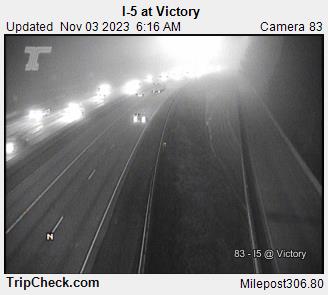 I-5 at Victory
Updated Nov 03 2023 6:16 AM Camera 83
T
N
83 - I5 @ Victory
TripCheck.com Milepost306.80